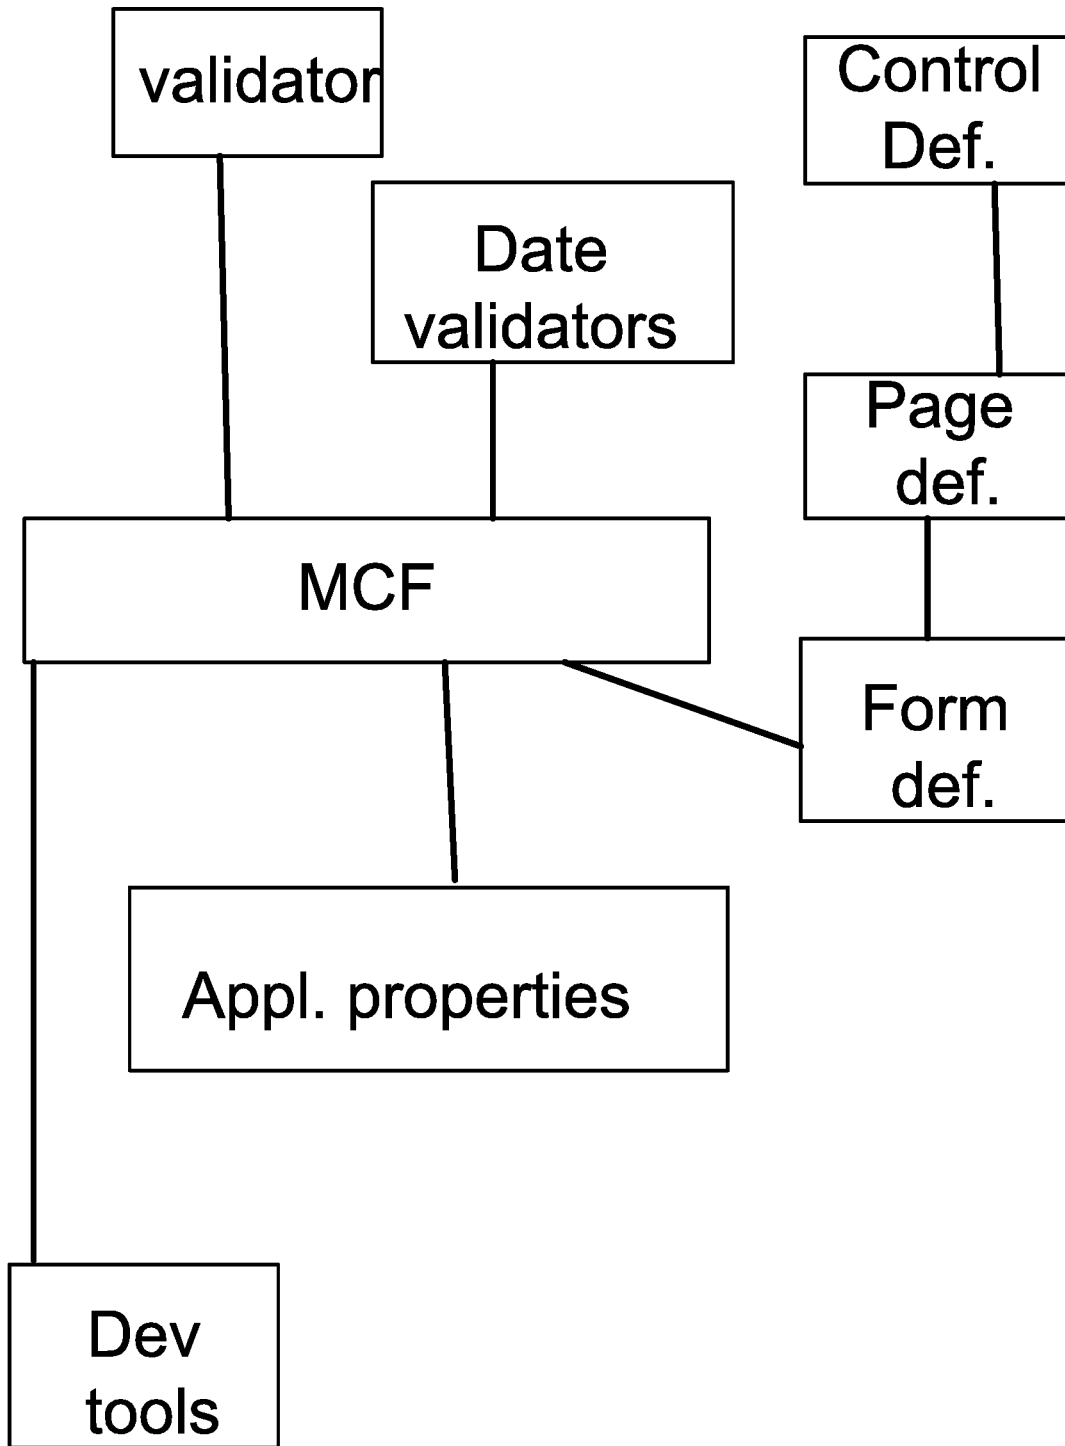 validator
Control
Def.
Date
validators
Page
def.
MCF
Form
def.
Appl. properties
Dev
tools